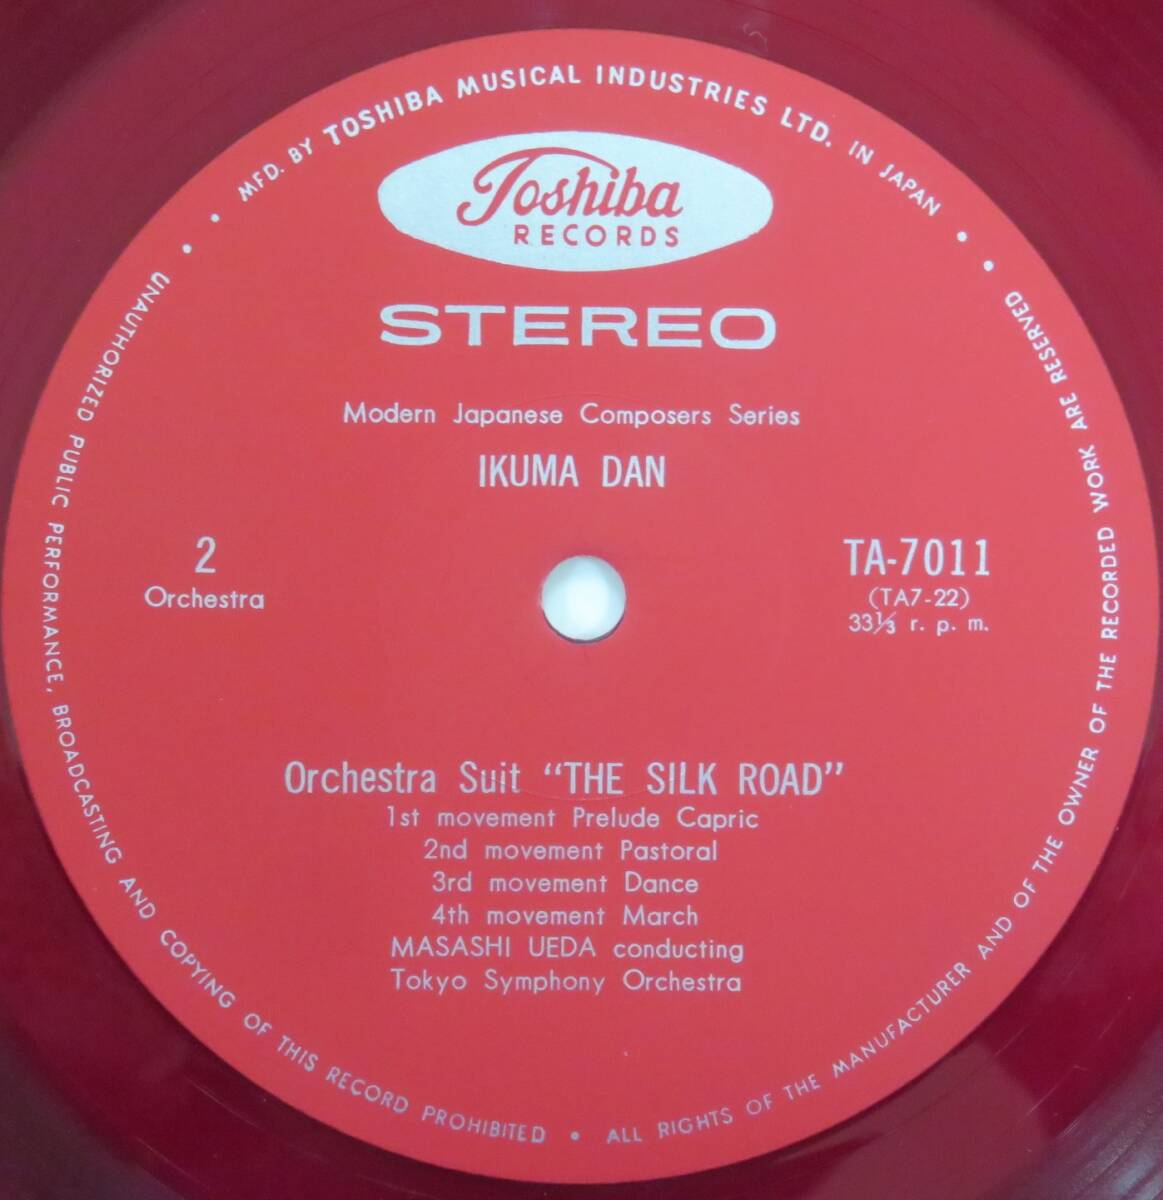 MFD. BY TOSHIBA MUSICAL INDUSTRIES LTD. IN JAPAN
Toshiba
RECORDS
STEREO
Modern Japanese Composers Series
IKUMA DAN
2
Orchestra
TA-7011
(TA7-22)
33⅓ r. p. m.
Orchestra Suit "THE SILK ROAD"
1st movement Prelude Capric
2nd movement Pastoral
3rd movement Dance
4th movement March
MASASHI UEDA conducting
Tokyo Symphony Orchestra
UNAUTHORIZED PUBLIC PERFORMANCE, BROADCASTING AND COPYING OF THIS RECORD PROHIBITED • ALL RIGHTS OF THE MANUFACTURER AND OF THE OWNER OF THE RECORDED WORK ARE RESERVED